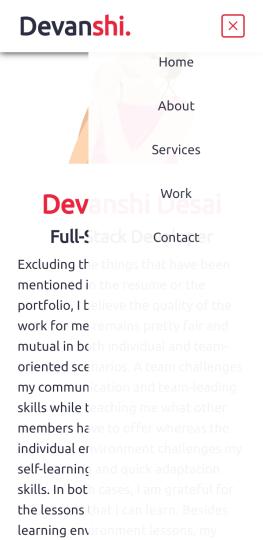 Devanshi.
Home
About
Services
Work
Contact
Devanshi Desai
Full-Stack Developer
Excluding the things that have been
mentioned in the resume or the
portfolio, I believe the quality of the
work for me remains pretty fair and
mutual in both individual and team-
oriented scenarios. A team challenges
my communication and team-leading
skills while teaching me what other
members have to offer whereas the
individual environment challenges my
self-learning and quick adaptation
skills. In both cases, I am grateful for
the lessons that I can learn. Besides
learning environment lessons, my